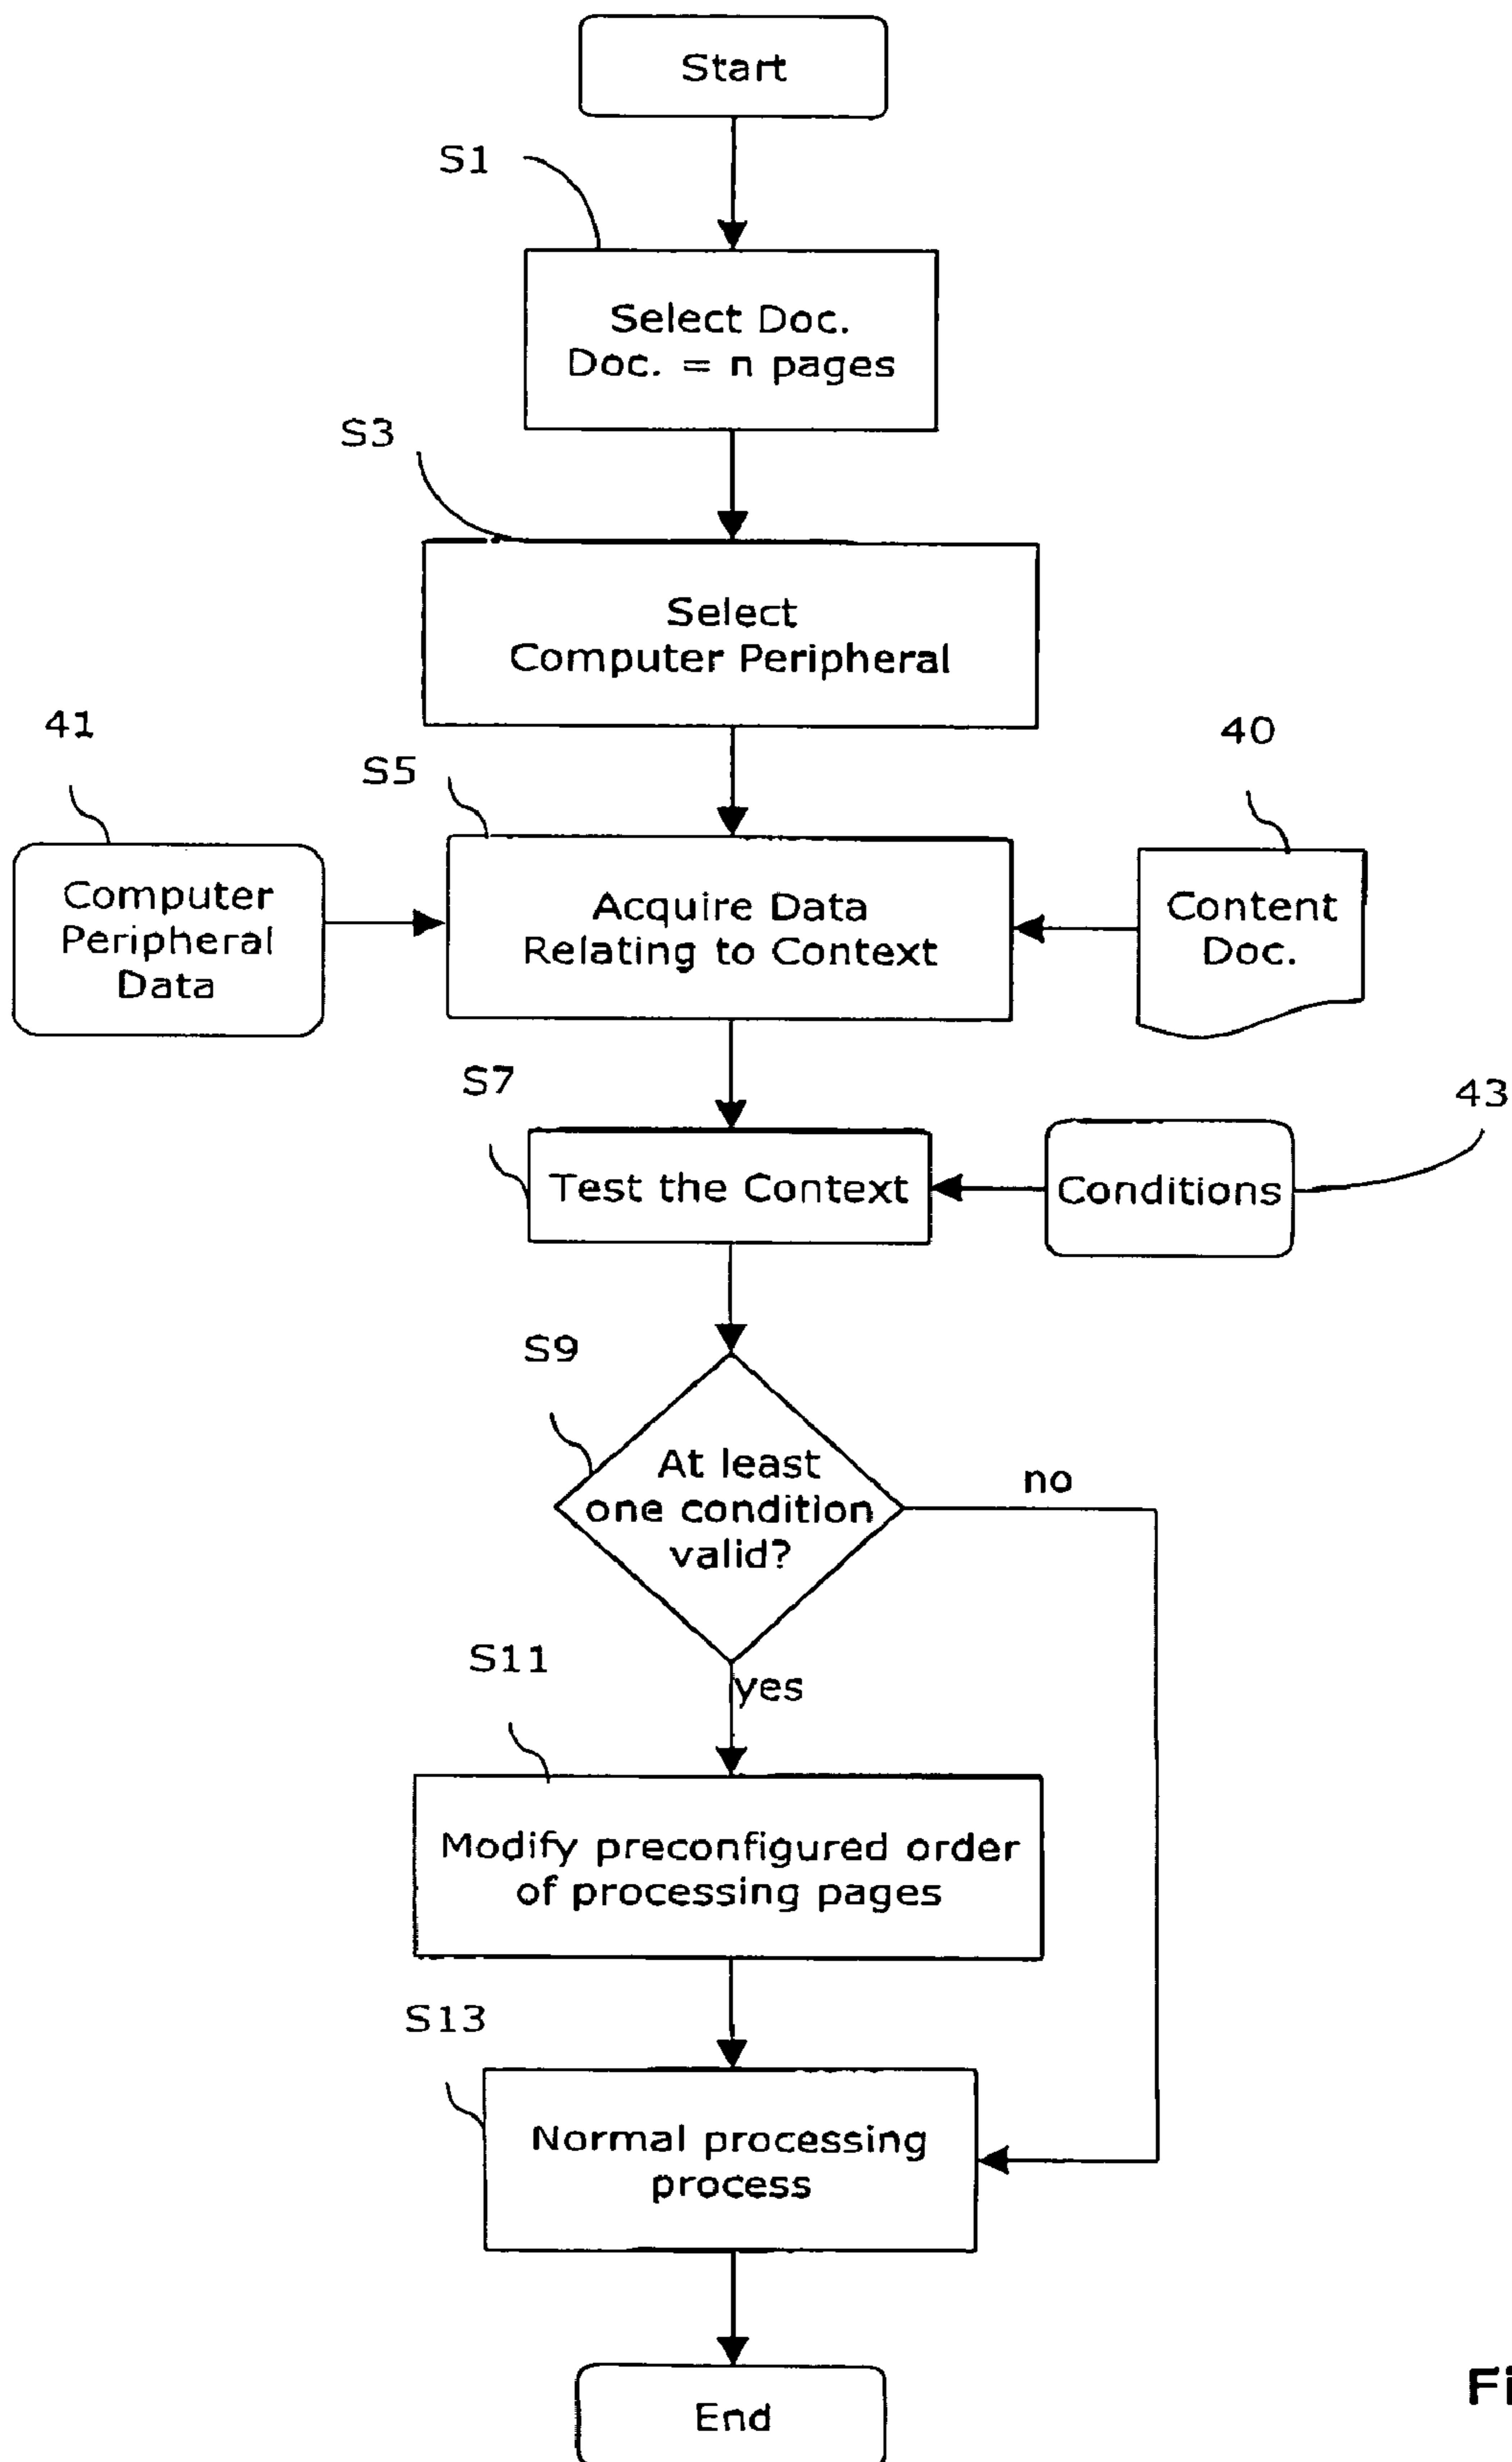 Start
S1
Select Doc.
Doc. = n pages
S3
Select
Computer Peripheral
41
40
S5
Computer
Peripheral
Data
Acquire Data
Relating to Context
Content
Doc.
S7
43
Test the Context
Conditions
S9
At least
one condition
valid?
no
yes
S11
Modify preconfigured order
of processing pages
S13
Normal processing
process
End